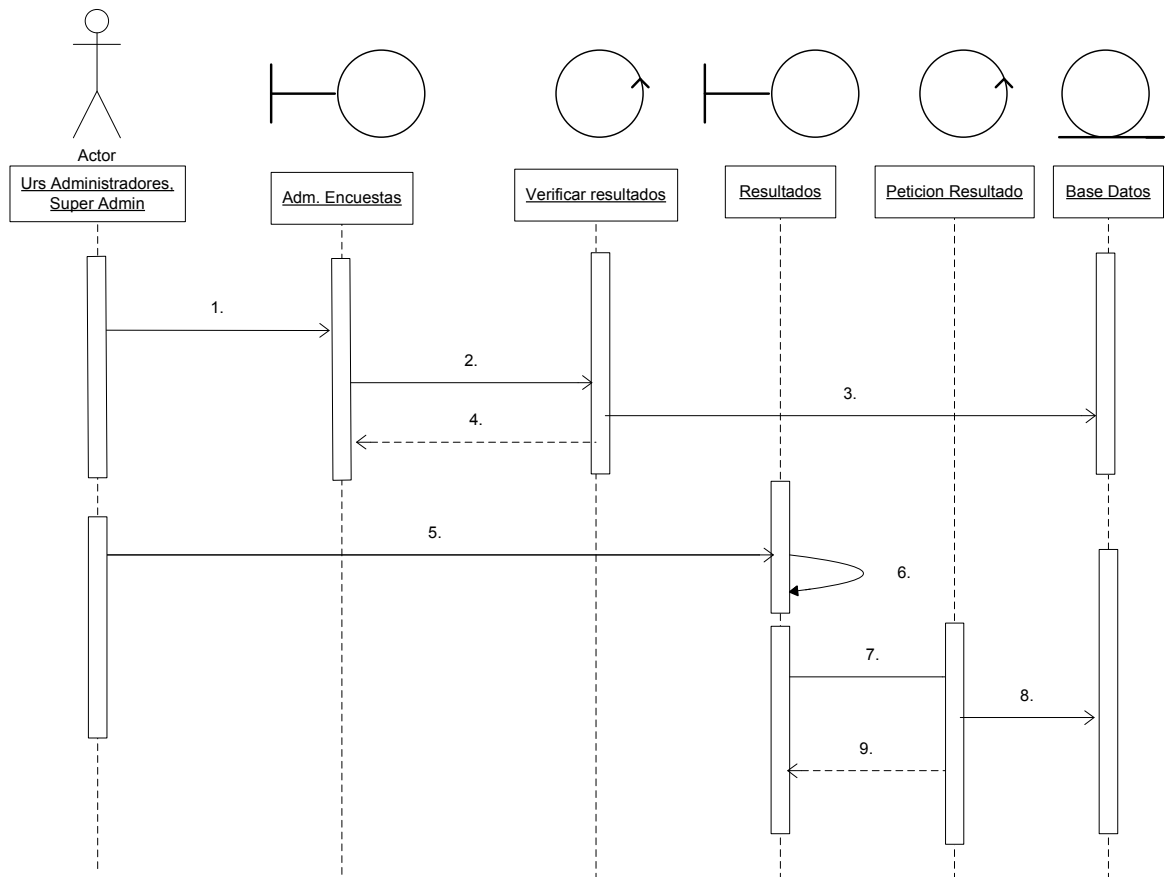 Actor
Urs Administradores,
Super Admin
Adm. Encuestas
Verificar resultados
Resultados
Peticion Resultado
Base Datos
1.
2.
3.
4.
5.
6.
7.
8.
9.